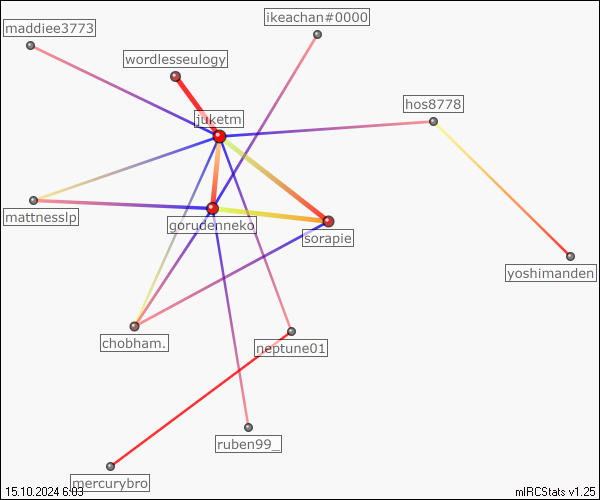 ikeachan#0000
maddiee3773
wordlesseulogy
hos8778
juketm
mattnesslp
gorudenneko
sorapie
yoshimanden
chobham.
neptune01
ruben99_
mercurybro
15.10.2024 6:03
mIRCStats v1.25